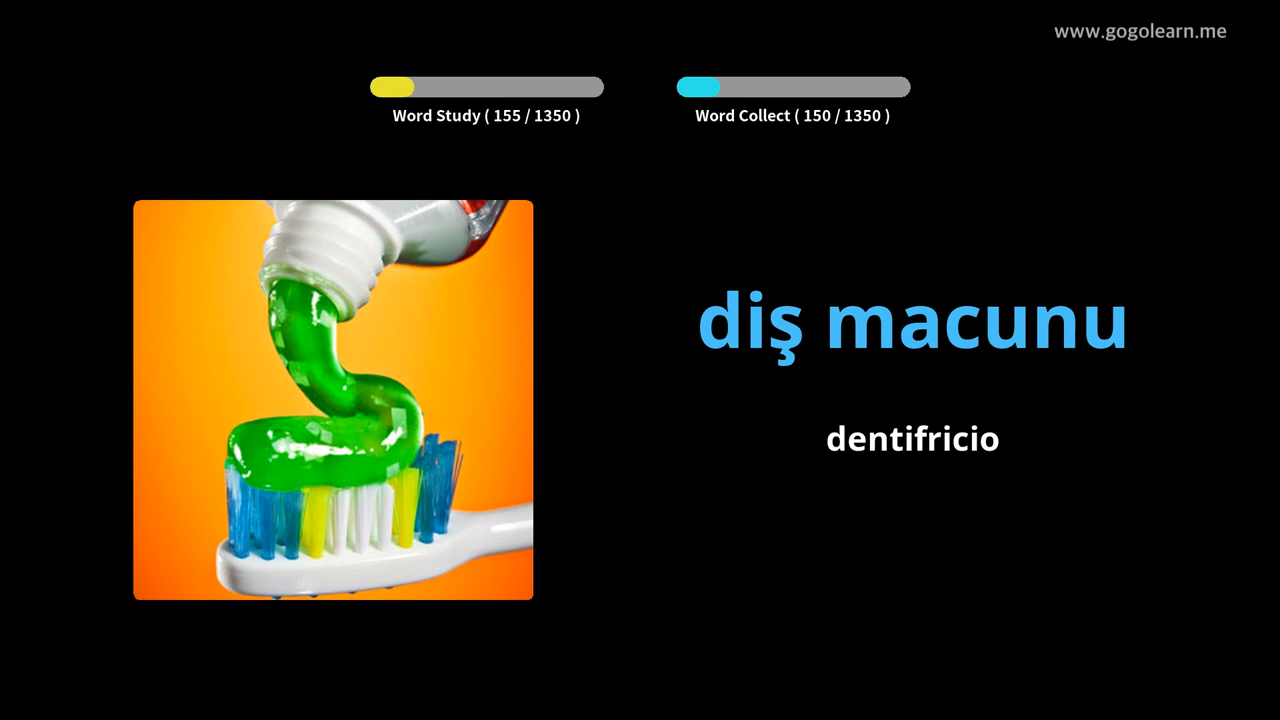 www.gogolearn.me
Word Study ( 155 / 1350 )
Word Collect ( 150 / 1350 )
diş macunu
dentifricio